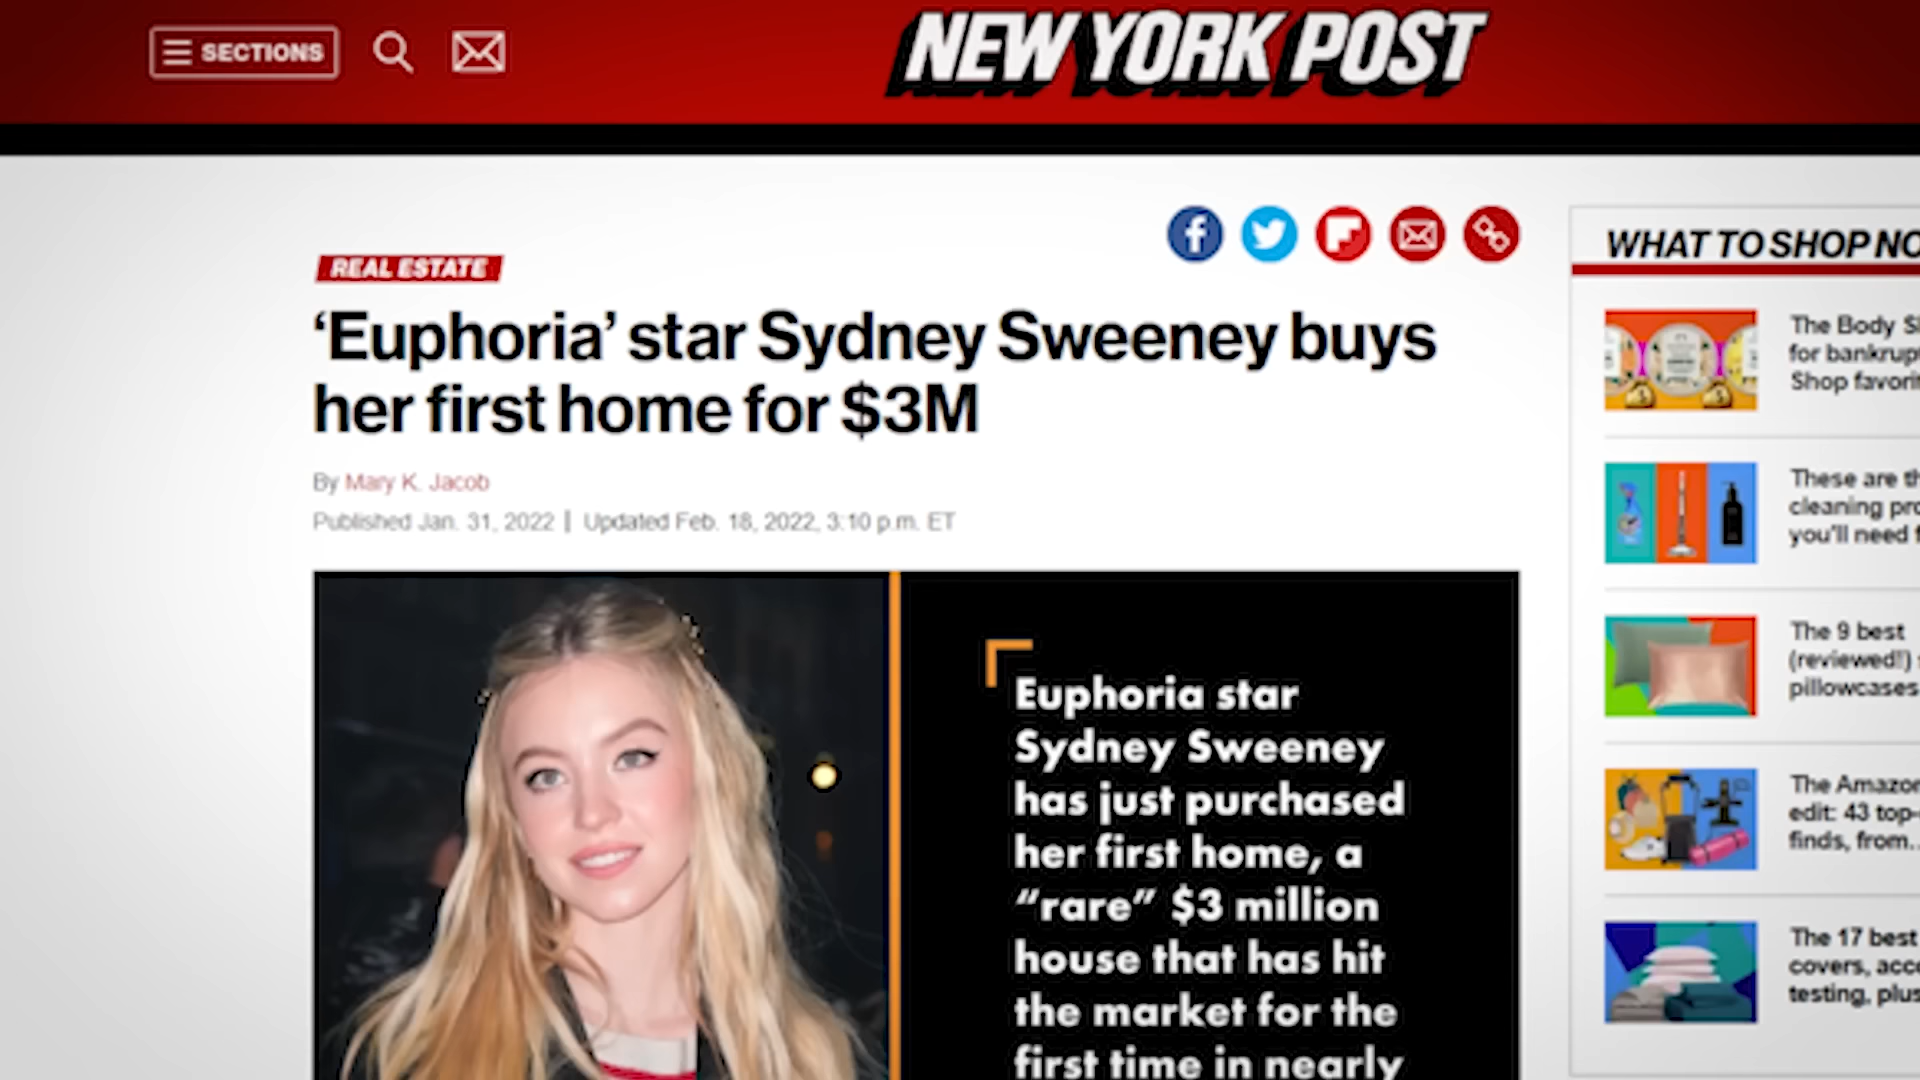 SECTIONS
NEW YORK POST
REAL ESTATE
‘Euphoria’ star Sydney Sweeney buys
her first home for $3M
By Mary K. Jacob
Published Jan. 31, 2022 | Updated Feb. 18, 2022, 3:10 p.m. ET
Euphoria star
Sydney Sweeney
has just purchased
her first home, a
“rare” $3 million
house that has hit
the market for the
first time in nearly
WHAT TO SHOP
The Body
for
Shop
These are
cleaning
you'll need
The 9 best
(reviewed!)
pillowcases
The Amazon
edit: 43
finds, from..
The 17 best
covers,
testing, plus